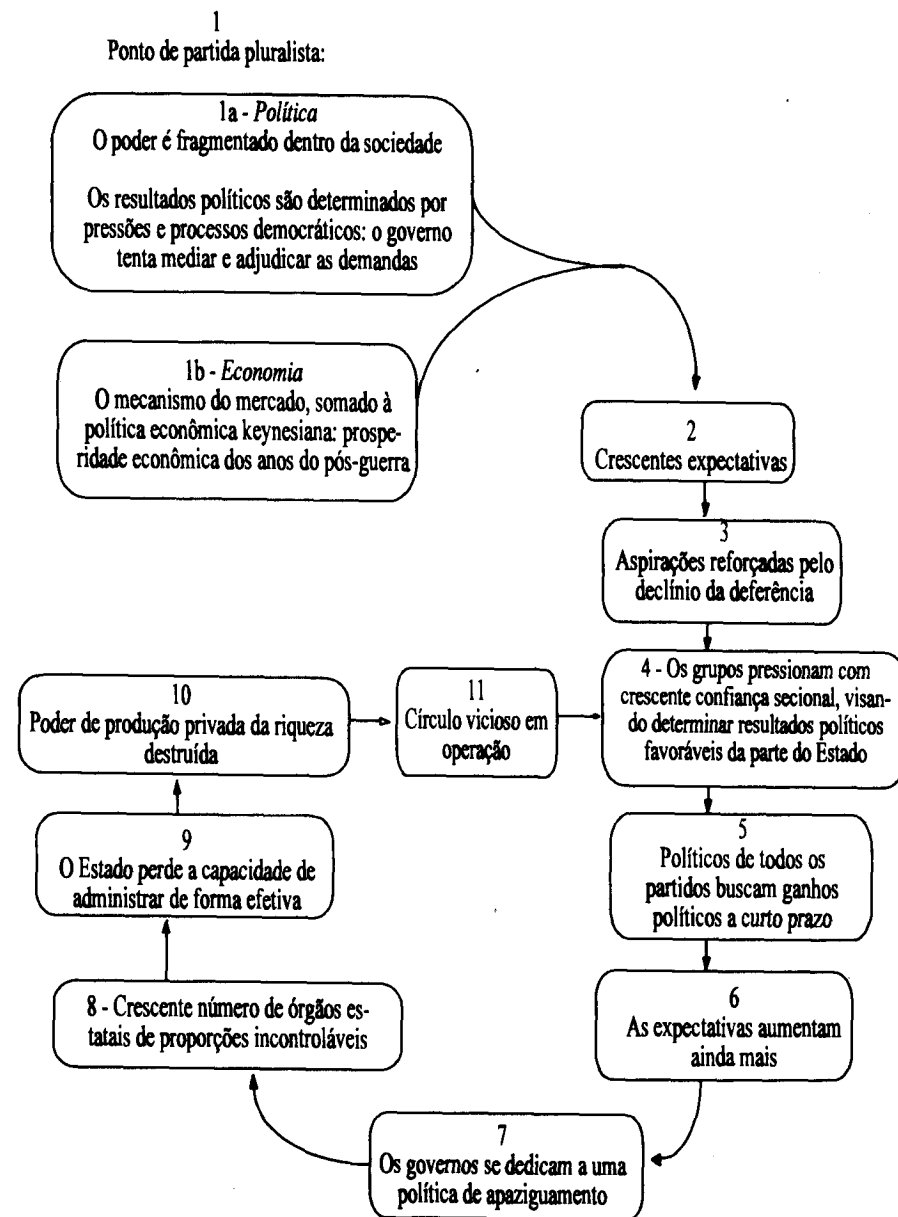 1
Ponto de partida pluralista:
1a - Política
O poder é fragmentado dentro da sociedade
Os resultados políticos são determinados por
pressões e processos democráticos: o governo
tenta mediar e adjudicar as demandas
1b - Economia
O mecanismo do mercado, somado à
política econômica keynesiana: prospe-
ridade econômica dos anos do pós-guerra
2
Crescentes expectativas
3
Aspirações reforçadas pelo
declínio da deferência
4 - Os grupos pressionam com
crescente confiança secional, visan-
do determinar resultados políticos
favoráveis da parte do Estado
5
Políticos de todos os
partidos buscam ganhos
políticos a curto prazo
6
As expectativas aumentam
ainda mais
7
Os governos se dedicam a uma
política de apaziguamento
8 - Crescente número de órgãos es-
tatais de proporções incontroláveis
9
O Estado perde a capacidade de
administrar de forma efetiva
10
Poder de produção privada da riqueza
destruída
11
Círculo vicioso em
operação